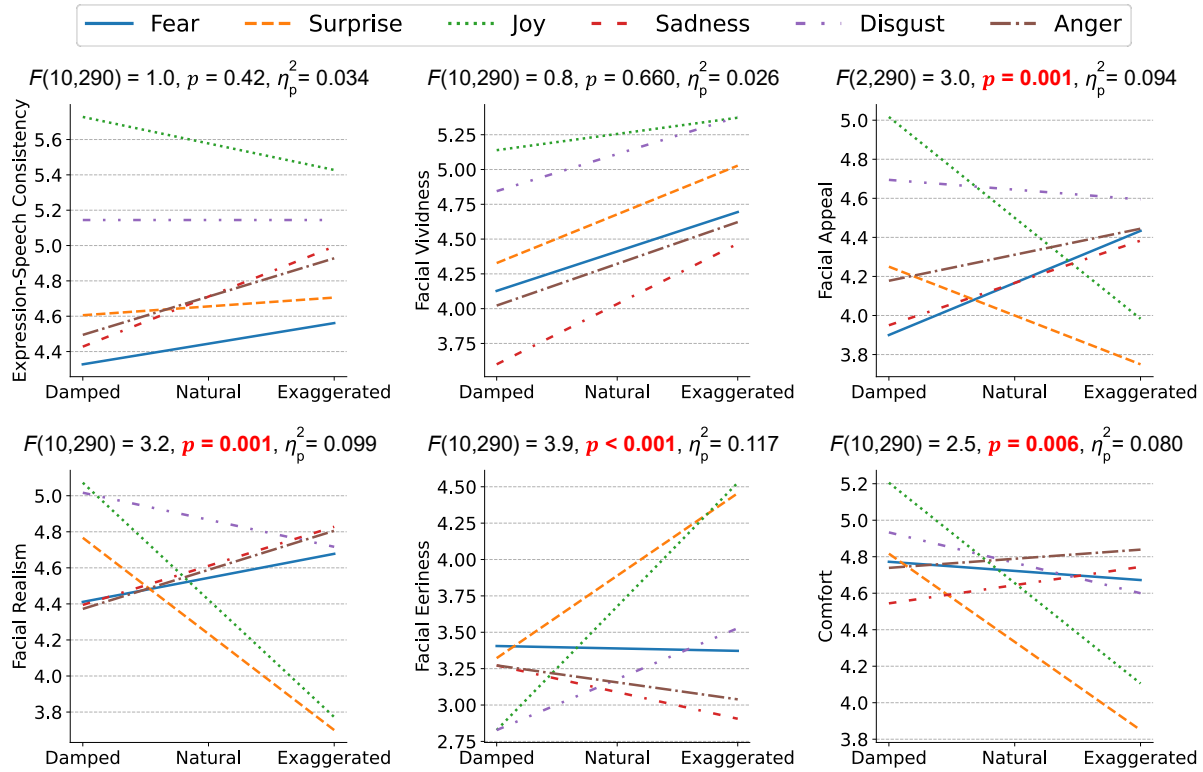 Fear Surprise Joy Sadness Disgust Anger
F(10,290) = 1.0, p = 0.42, η²ₚ= 0.034
Expression-Speech Consistency
5.6
5.4
5.2
5.0
4.8
4.6
4.4
Damped Natural Exaggerated
F(10,290) = 0.8, p = 0.660, η²ₚ= 0.026
Facial Vividness
5.25
5.00
4.75
4.50
4.25
4.00
3.75
Damped Natural Exaggerated
F(2,290) = 3.0, p = 0.001, η²ₚ= 0.094
Facial Appeal
5.0
4.8
4.6
4.4
4.2
4.0
3.8
Damped Natural Exaggerated
F(10,290) = 3.2, p = 0.001, η²ₚ= 0.099
Facial Realism
5.0
4.8
4.6
4.4
4.2
4.0
3.8
Damped Natural Exaggerated
F(10,290) = 3.9, p < 0.001, η²ₚ= 0.117
Facial Eeriness
4.50
4.25
4.00
3.75
3.50
3.25
3.00
2.75
Damped Natural Exaggerated
F(10,290) = 2.5, p = 0.006, η²ₚ= 0.080
Comfort
5.2
5.0
4.8
4.6
4.4
4.2
4.0
3.8
Damped Natural Exaggerated